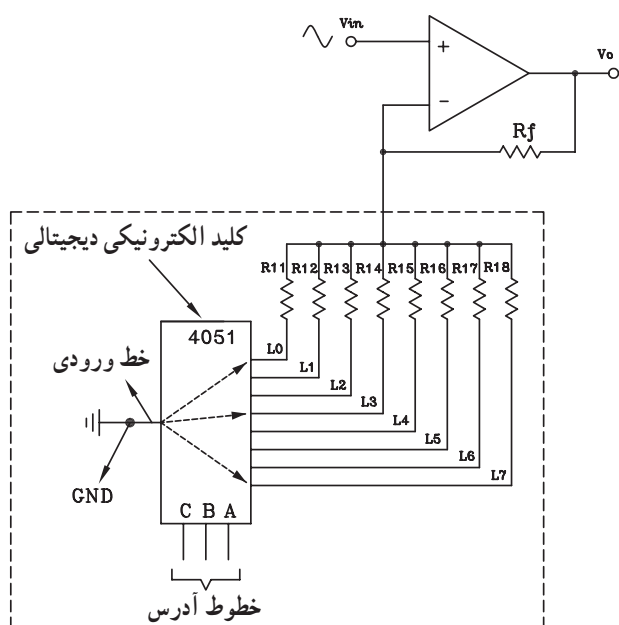 Vin
Vo
+
−
Rf
کلید الکترونیکی دیجیتالی
R11 R12 R13 R14 R15 R16 R17 R18
4051
خط ورودی
L0
L1
L2
L3
L4
L5
L6
L7
GND
C B A
خطوط آدرس